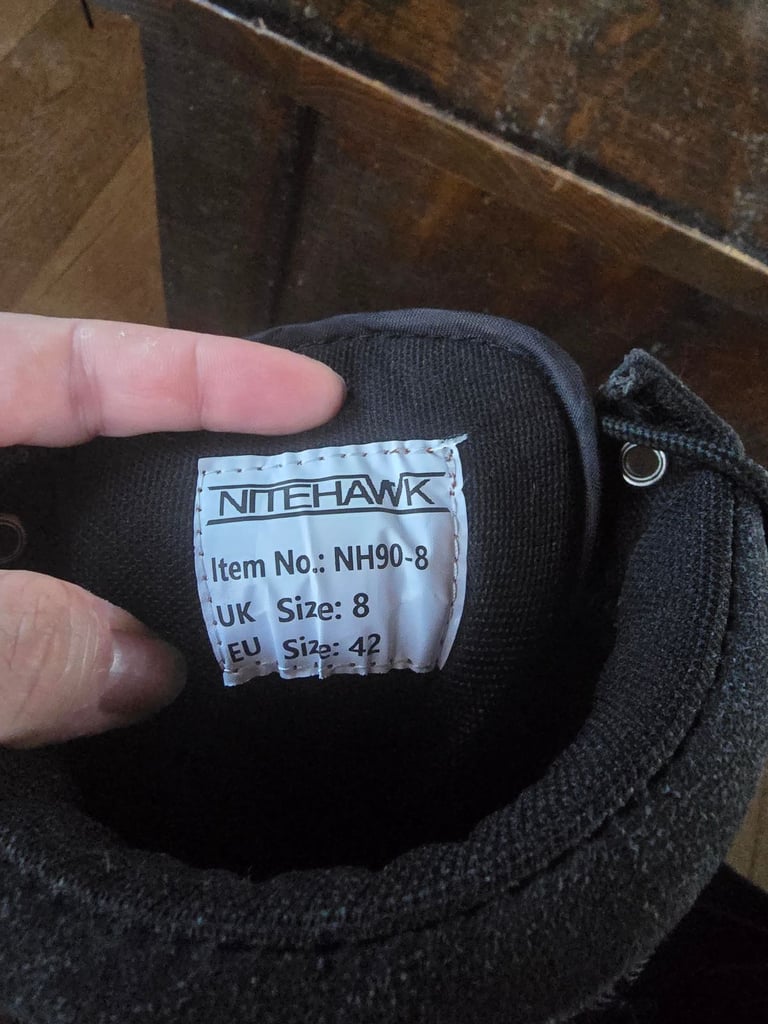 NITEHAWK
Item No.: NH90-8
UK Size: 8
EU Size: 42